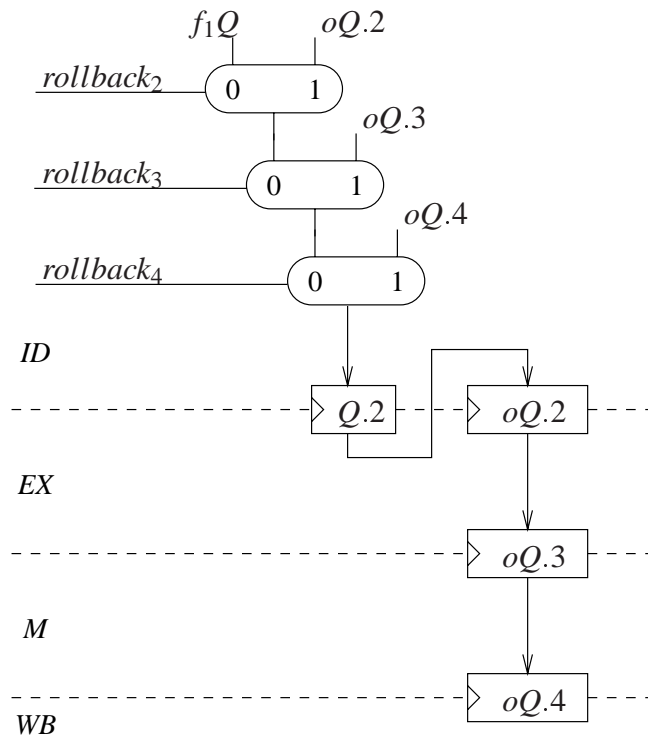 f₁Q oQ.2
rollback₂ 0 1
oQ.3
rollback₃ 0 1
oQ.4
rollback₄ 0 1
ID
Q.2 oQ.2
EX
oQ.3
M
oQ.4
WB